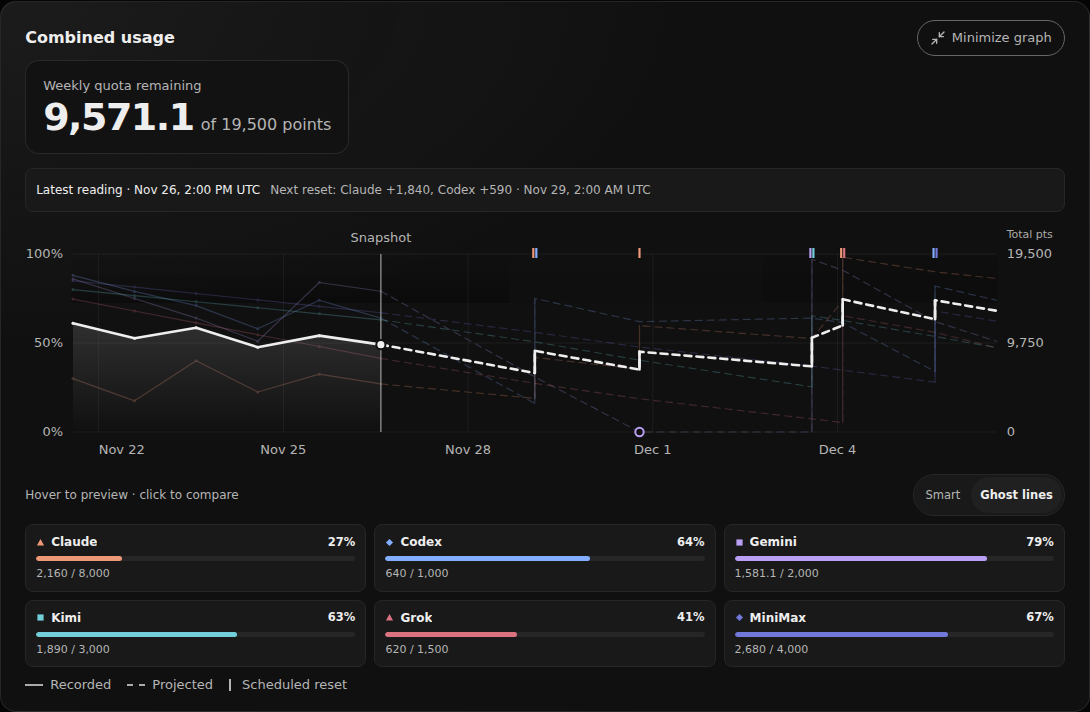 Combined usage
Minimize graph
Weekly quota remaining
9,571.1 of 19,500 points
Latest reading · Nov 26, 2:00 PM UTC Next reset: Claude +1,840, Codex +590 · Nov 29, 2:00 AM UTC
Snapshot
Total pts
100%
19,500
50%
9,750
0%
0
Nov 22 Nov 25 Nov 28 Dec 1 Dec 4
Hover to preview · click to compare
Smart Ghost lines
Claude 27%
2,160 / 8,000
Codex 64%
640 / 1,000
Gemini 79%
1,581.1 / 2,000
Kimi 63%
1,890 / 3,000
Grok 41%
620 / 1,500
MiniMax 67%
2,680 / 4,000
Recorded Projected Scheduled reset